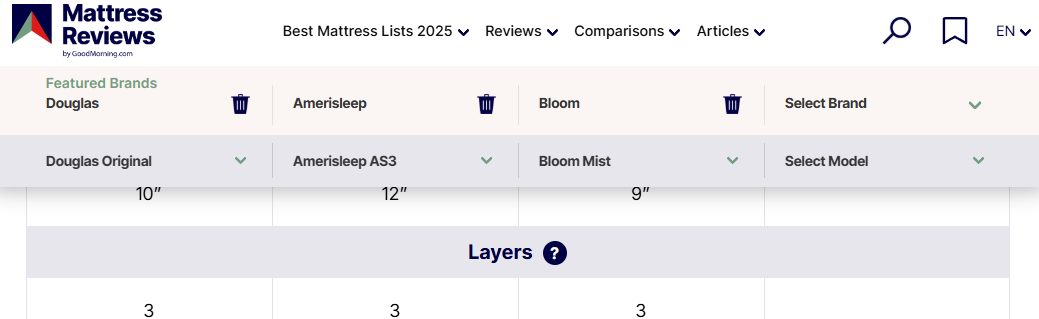 Mattress
Reviews
by GoodMorning.com
Best Mattress Lists 2025 Reviews Comparisons Articles EN
Featured Brands
Douglas Amerisleep Bloom Select Brand
Douglas Original Amerisleep AS3 Bloom Mist Select Model
10” 12” 9”
Layers ?
3 3 3